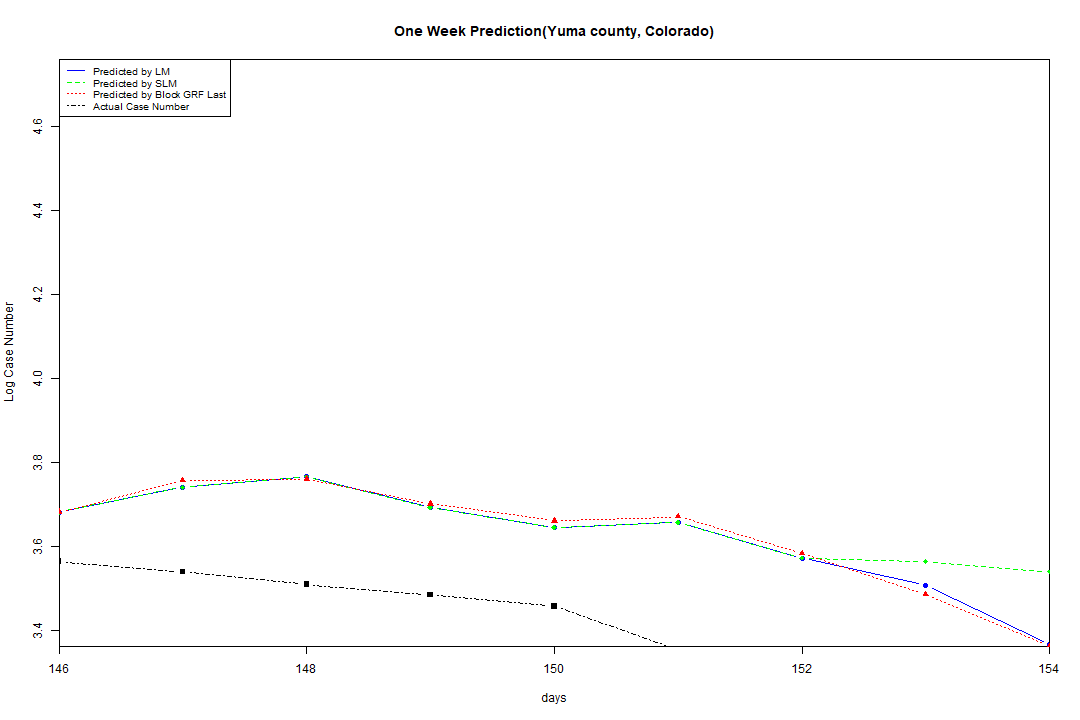 One Week Prediction(Yuma county, Colorado)
Predicted by LM
Predicted by SLM
Predicted by Block GRF Last
Actual Case Number
Log Case Number
4.6
4.4
4.2
4.0
3.8
3.6
3.4
146 148 150 152 154
days